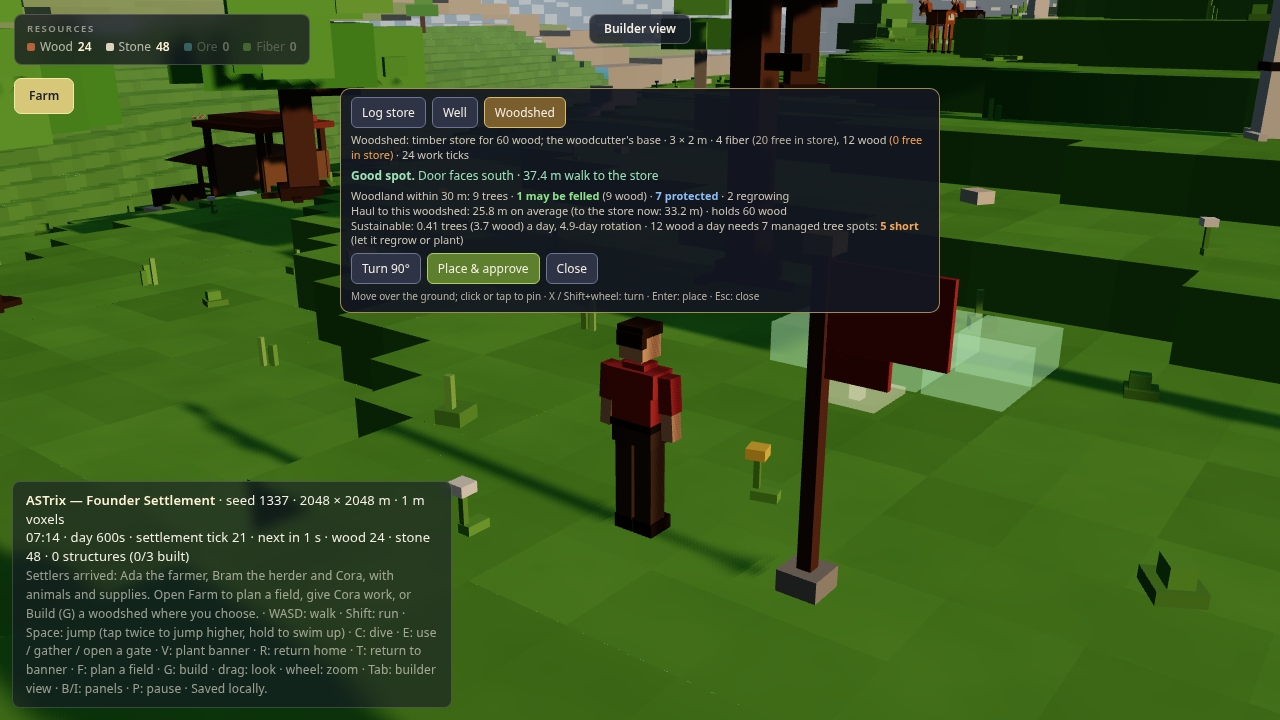 RESOURCES
Wood 24 Stone 48 Ore 0 Fiber 0
Builder view
Farm
Log store Well Woodshed
Woodshed: timber store for 60 wood; the woodcutter's base · 3 × 2 m · 4 fiber (20 free in store), 12 wood (0 free
in store) · 24 work ticks
Good spot. Door faces south · 37.4 m walk to the store
Woodland within 30 m: 9 trees · 1 may be felled (9 wood) · 7 protected · 2 regrowing
Haul to this woodshed: 25.8 m on average (to the store now: 33.2 m) · holds 60 wood
Sustainable: 0.41 trees (3.7 wood) a day, 4.9-day rotation · 12 wood a day needs 7 managed tree spots: 5 short
(let it regrow or plant)
Turn 90° Place & approve Close
Move over the ground; click or tap to pin · X / Shift+wheel: turn · Enter: place · Esc: close
ASTrix — Founder Settlement · seed 1337 · 2048 × 2048 m · 1 m
voxels
07:14 · day 600s · settlement tick 21 · next in 1 s · wood 24 · stone
48 · 0 structures (0/3 built)
Settlers arrived: Ada the farmer, Bram the herder and Cora, with
animals and supplies. Open Farm to plan a field, give Cora work, or
Build (G) a woodshed where you choose. · WASD: walk · Shift: run ·
Space: jump (tap twice to jump higher, hold to swim up) · C: dive · E: use
/ gather / open a gate · V: plant banner · R: return home · T: return to
banner · F: plan a field · G: build · drag: look · wheel: zoom · Tab: builder
view · B/I: panels · P: pause · Saved locally.